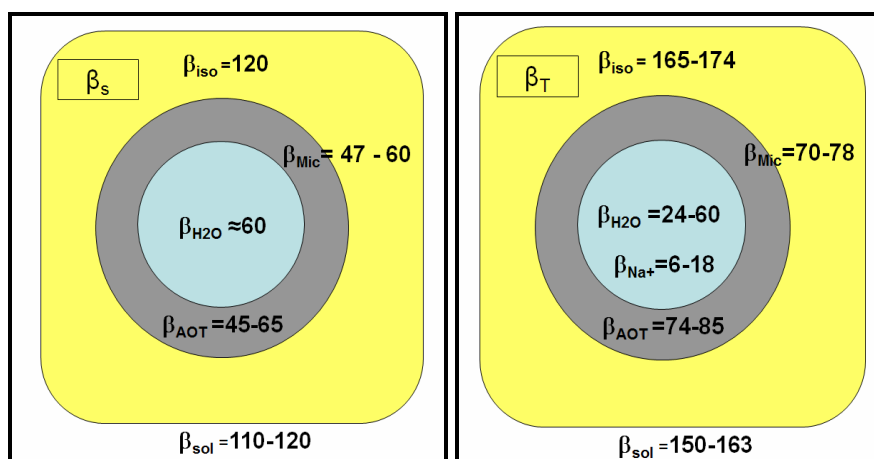 βiso =120
βs
βMic= 47 - 60
βH2O ≈60
βAOT =45-65
βsol =110-120
βiso = 165-174
βT
βMic=70-78
βH2O =24-60
βNa+=6-18
βAOT =74-85
βsol =150-163